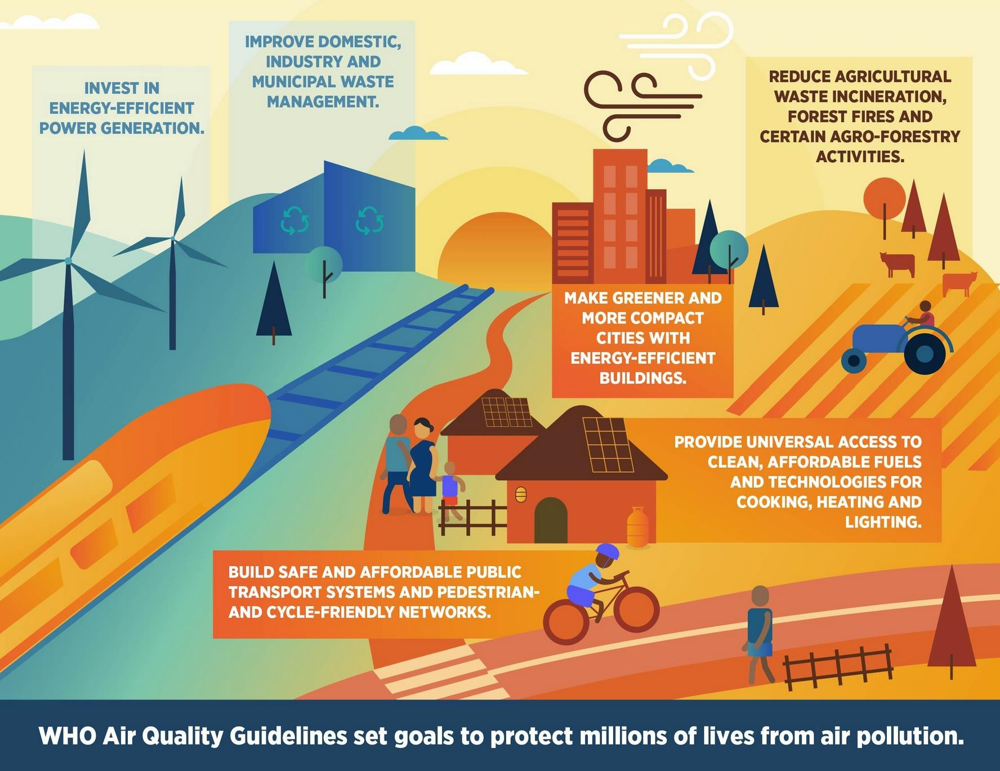 INVEST IN
ENERGY-EFFICIENT
POWER GENERATION.
IMPROVE DOMESTIC,
INDUSTRY AND
MUNICIPAL WASTE
MANAGEMENT.
REDUCE AGRICULTURAL
WASTE INCINERATION,
FOREST FIRES AND
CERTAIN AGRO-FORESTRY
ACTIVITIES.
MAKE GREENER AND
MORE COMPACT
CITIES WITH
ENERGY-EFFICIENT
BUILDINGS.
PROVIDE UNIVERSAL ACCESS TO
CLEAN, AFFORDABLE FUELS
AND TECHNOLOGIES FOR
COOKING, HEATING AND
LIGHTING.
BUILD SAFE AND AFFORDABLE PUBLIC
TRANSPORT SYSTEMS AND PEDESTRIAN-
AND CYCLE-FRIENDLY NETWORKS.
WHO Air Quality Guidelines set goals to protect millions of lives from air pollution.